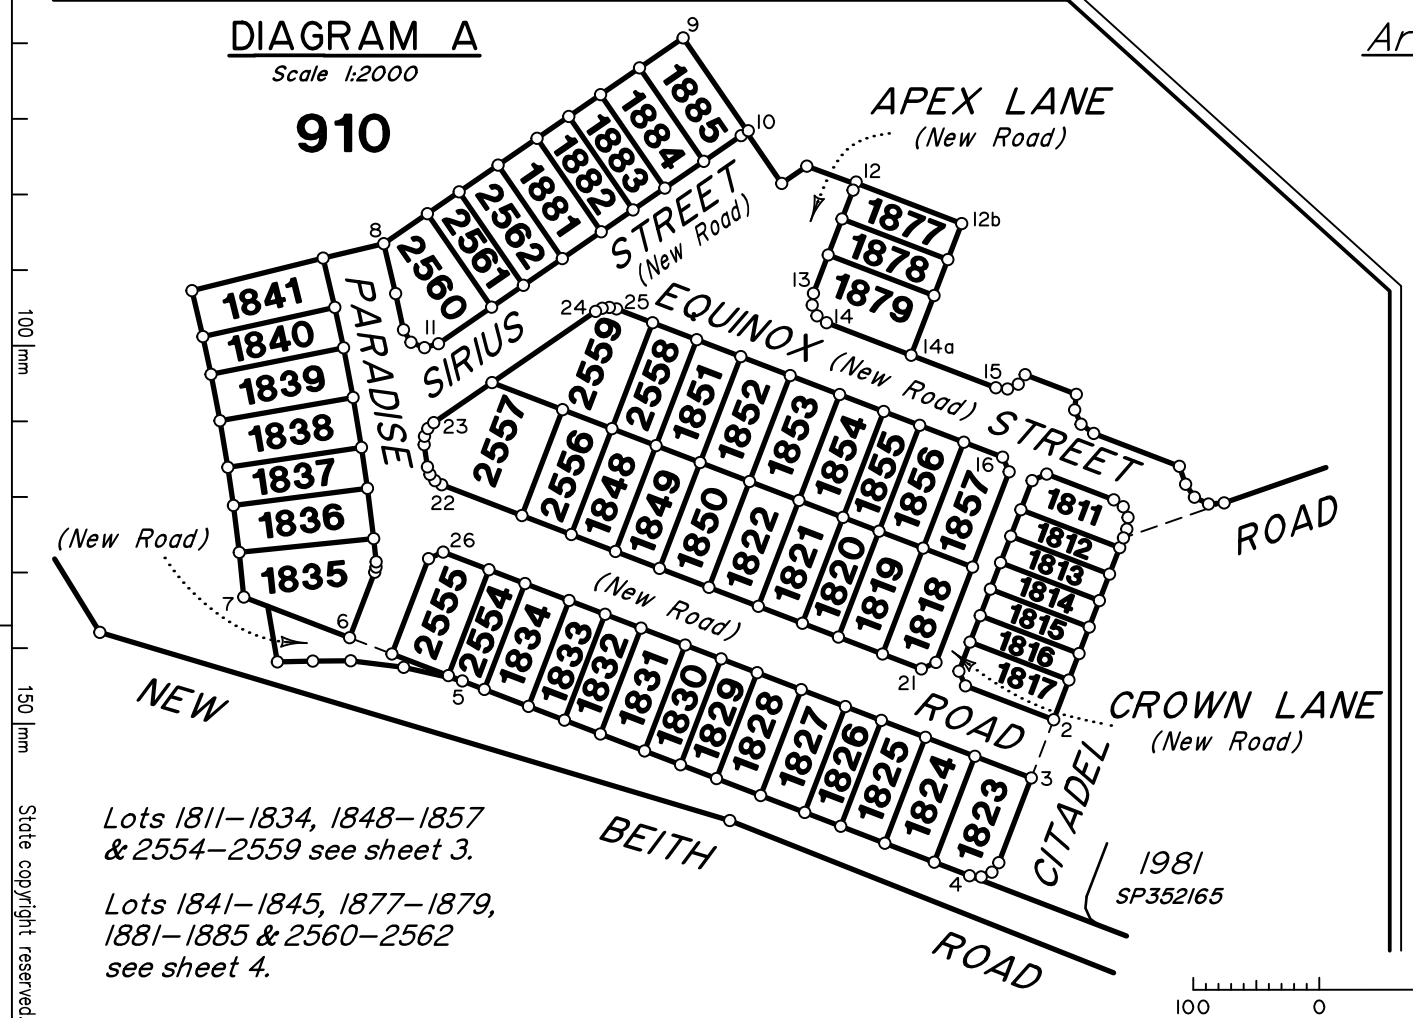 DIAGRAM A
Scale 1:2000
910
Ar
9
1885
10
1884
1883
1882
1881
2562
2561
2560
8
11
STREET
(New Road)
SIRIUS
APEX LANE
(New Road)
12
12b
1877
1878
1879
13
14
14a
15
1841
1840
1839
1838
1837
1836
1835
7
6
(New Road)
PARADISE
24
25
EQUINOX (New Road) STREET
2559
2558
1851
1852
1853
1854
1855
1856
1857
16
23
22
2557
2556
1848
1849
1850
1822
1821
1820
1819
1818
21
1811
1812
1813
1814
1815
1816
1817
ROAD
26
(New Road)
ROAD
2555
2554
1834
1833
1832
1831
1830
1829
1828
1827
1826
1825
1824
1823
5
4
3
2
CROWN LANE
(New Road)
CITADEL
1981
SP352165
NEW
BEITH
ROAD
Lots 1811-1834, 1848-1857
& 2554-2559 see sheet 3.
Lots 1841-1845, 1877-1879,
1881-1885 & 2560-2562
see sheet 4.
100 mm
150 mm
State copyright reserved.
100 0